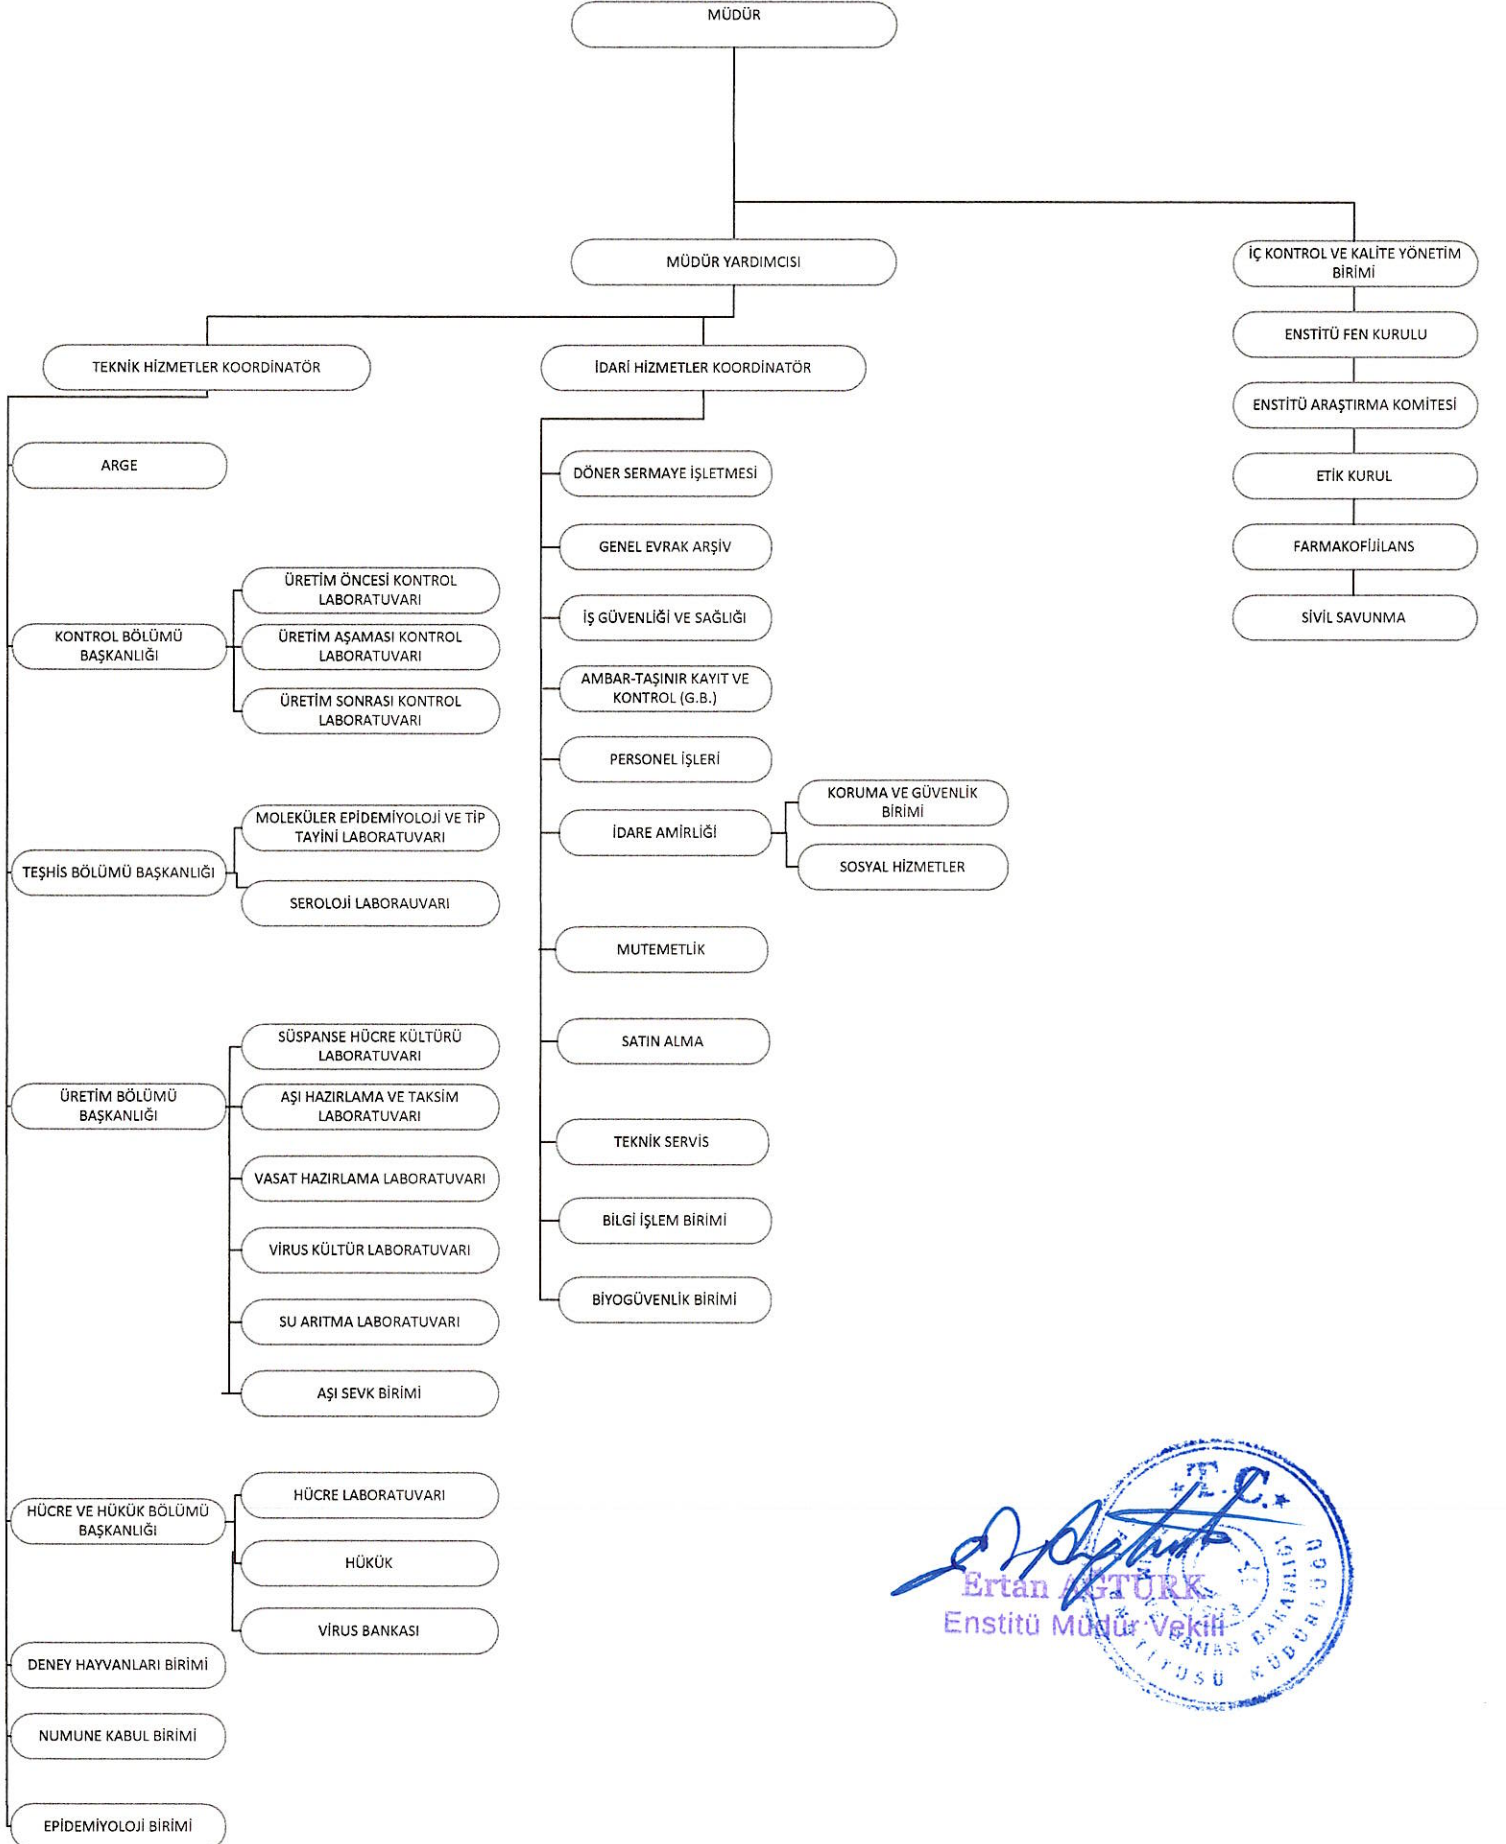 MÜDÜR
MÜDÜR YARDIMCISI
İÇ KONTROL VE KALİTE YÖNETİM
BİRİMİ
ENSTİTÜ FEN KURULU
ENSTİTÜ ARAŞTIRMA KOMİTESİ
ETİK KURUL
FARMAKOFİJİLANS
SİVİL SAVUNMA
TEKNİK HİZMETLER KOORDİNATÖR
ARGE
KONTROL BÖLÜMÜ
BAŞKANLIĞI
ÜRETİM ÖNCESİ KONTROL
LABORATUVARI
ÜRETİM AŞAMASI KONTROL
LABORATUVARI
ÜRETİM SONRASI KONTROL
LABORATUVARI
TEŞHİS BÖLÜMÜ BAŞKANLIĞI
MOLEKÜLER EPİDEMİYOLOJİ VE TİP
TAYİNİ LABORATUVARI
SEROLOJİ LABORAUVARI
ÜRETİM BÖLÜMÜ
BAŞKANLIĞI
SÜSPANSE HÜCRE KÜLTÜRÜ
LABORATUVARI
AŞI HAZIRLAMA VE TAKSİM
LABORATUVARI
VASAT HAZIRLAMA LABORATUVARI
VİRUS KÜLTÜR LABORATUVARI
SU ARITMA LABORATUVARI
AŞI SEVK BİRİMİ
HÜCRE VE HÜKÜK BÖLÜMÜ
BAŞKANLIĞI
HÜCRE LABORATUVARI
HÜKÜK
VİRUS BANKASI
DENEY HAYVANLARI BİRİMİ
NUMUNE KABUL BİRİMİ
EPİDEMİYOLOJİ BİRİMİ
İDARİ HİZMETLER KOORDİNATÖR
DÖNER SERMAYE İŞLETMESİ
GENEL EVRAK ARŞİV
İŞ GÜVENLİĞİ VE SAĞLIĞI
AMBAR-TAŞINIR KAYIT VE
KONTROL (G.B.)
PERSONEL İŞLERİ
İDARE AMİRLİĞİ
KORUMA VE GÜVENLİK
BİRİMİ
SOSYAL HİZMETLER
MUTEMETLİK
SATIN ALMA
TEKNİK SERVİS
BİLGİ İŞLEM BİRİMİ
BİYOGÜVENLİK BİRİMİ
Ertan AĞTÜRK
Enstitü Müdür Vekili
T.C.